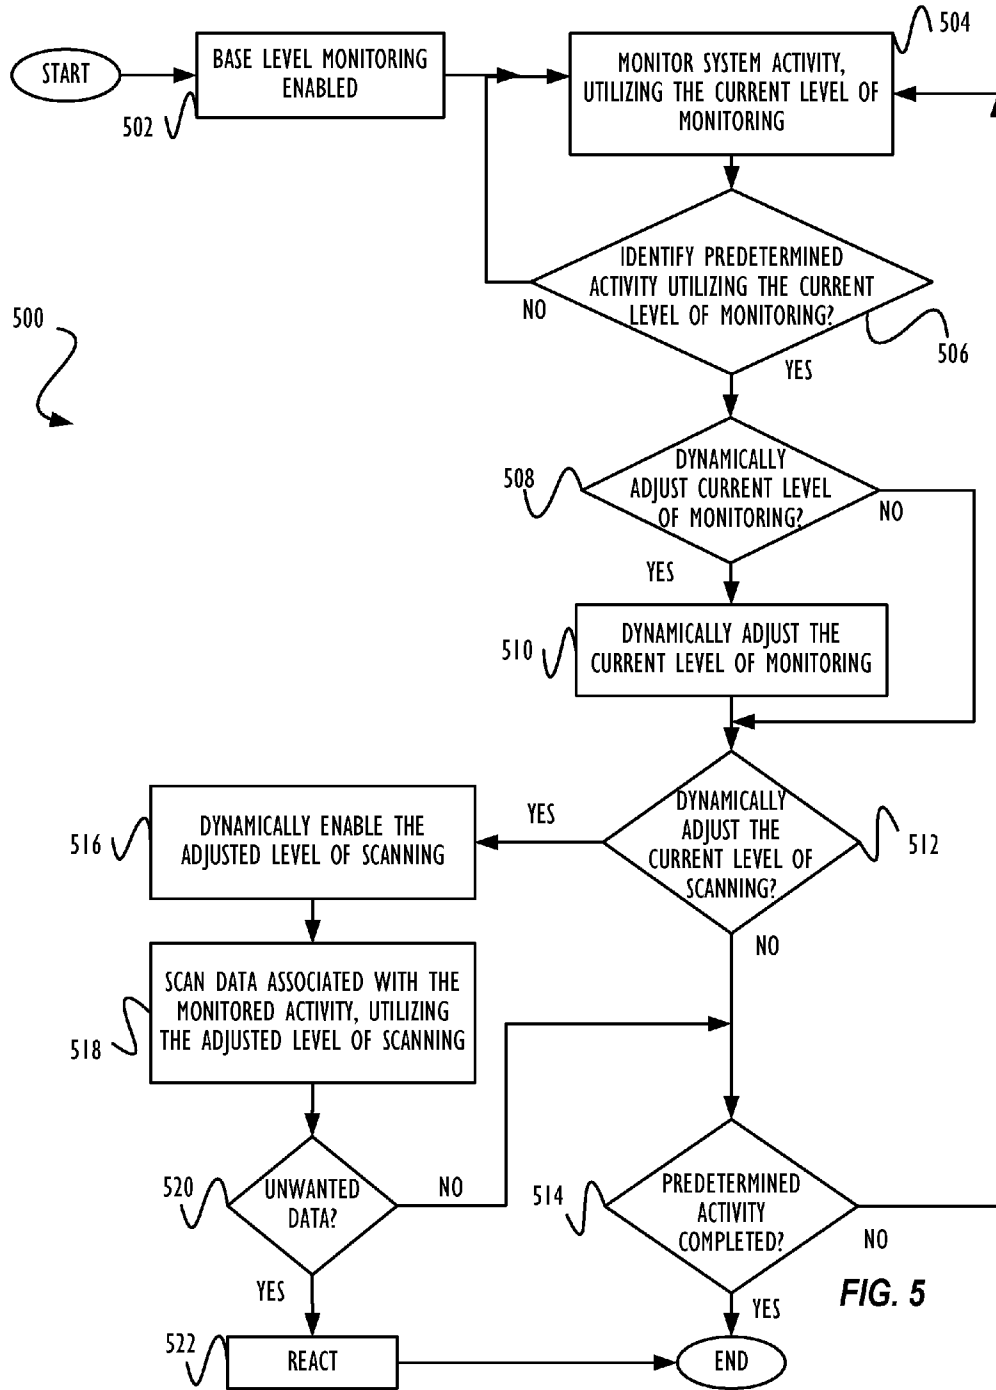 START
BASE LEVEL MONITORING
ENABLED
502
MONITOR SYSTEM ACTIVITY,
UTILIZING THE CURRENT LEVEL OF
MONITORING
504
IDENTIFY PREDETERMINED
ACTIVITY UTILIZING THE CURRENT
LEVEL OF MONITORING?
NO
506
YES
500
DYNAMICALLY
ADJUST CURRENT LEVEL
OF MONITORING?
508
NO
YES
DYNAMICALLY ADJUST THE
CURRENT LEVEL OF MONITORING
510
DYNAMICALLY
ADJUST THE
CURRENT LEVEL OF
SCANNING?
512
YES
NO
DYNAMICALLY ENABLE THE
ADJUSTED LEVEL OF SCANNING
516
SCAN DATA ASSOCIATED WITH THE
MONITORED ACTIVITY, UTILIZING
THE ADJUSTED LEVEL OF SCANNING
518
UNWANTED
DATA?
520
NO
YES
PREDETERMINED
ACTIVITY
COMPLETED?
514
NO
YES
FIG. 5
REACT
522
END